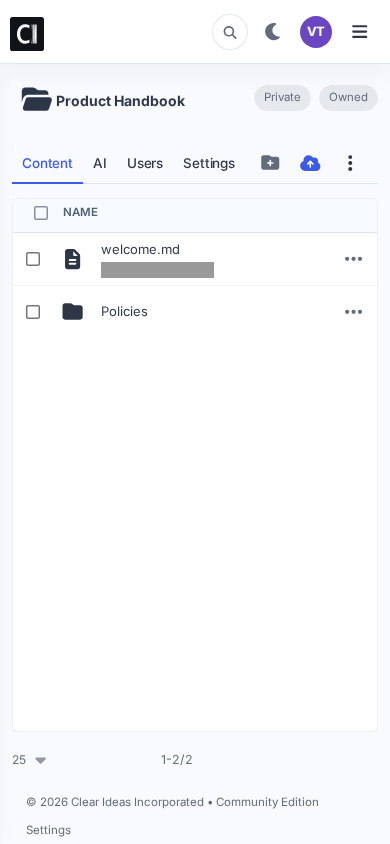 CI
VT
Product Handbook
Private
Owned
Content
AI
Users
Settings
NAME
welcome.md
Policies
25
1-2/2
© 2026 Clear Ideas Incorporated • Community Edition
Settings